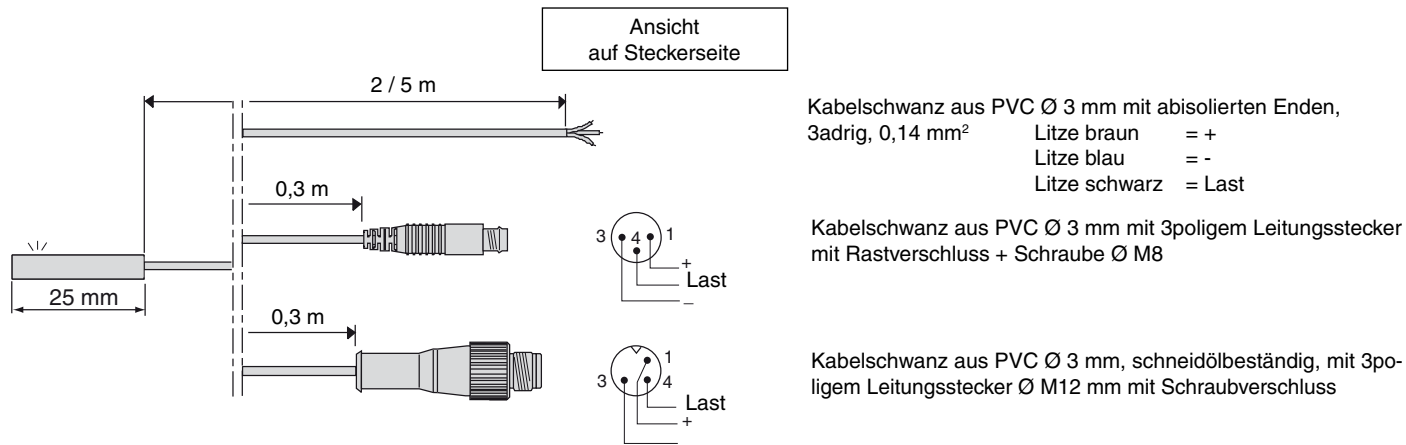 Ansicht
auf Steckerseite
2 / 5 m
Kabelschwanz aus PVC Ø 3 mm mit abisolierten Enden,
3adrig, 0,14 mm² Litze braun = +
Litze blau = -
Litze schwarz = Last
0,3 m
3 4 1
+
Last
–
Kabelschwanz aus PVC Ø 3 mm mit 3poligem Leitungsstecker
mit Rastverschluss + Schraube Ø M8
25 mm
0,3 m
1
3 4
Last
+
Kabelschwanz aus PVC Ø 3 mm, schneidölbeständig, mit 3po-
ligem Leitungsstecker Ø M12 mm mit Schraubverschluss